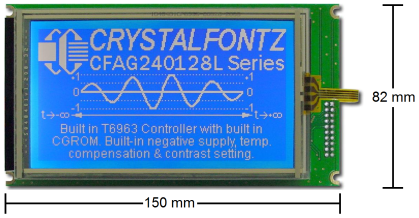 CRYSTALFONTZ
CFAG240128L Series
.1
0
-1
.1
0
-1
t→-∞
t→∞
Built in T6963 Controller with built in
CGROM. Built-in negative supply, temp.
compensation & contrast setting.
82 mm
150 mm